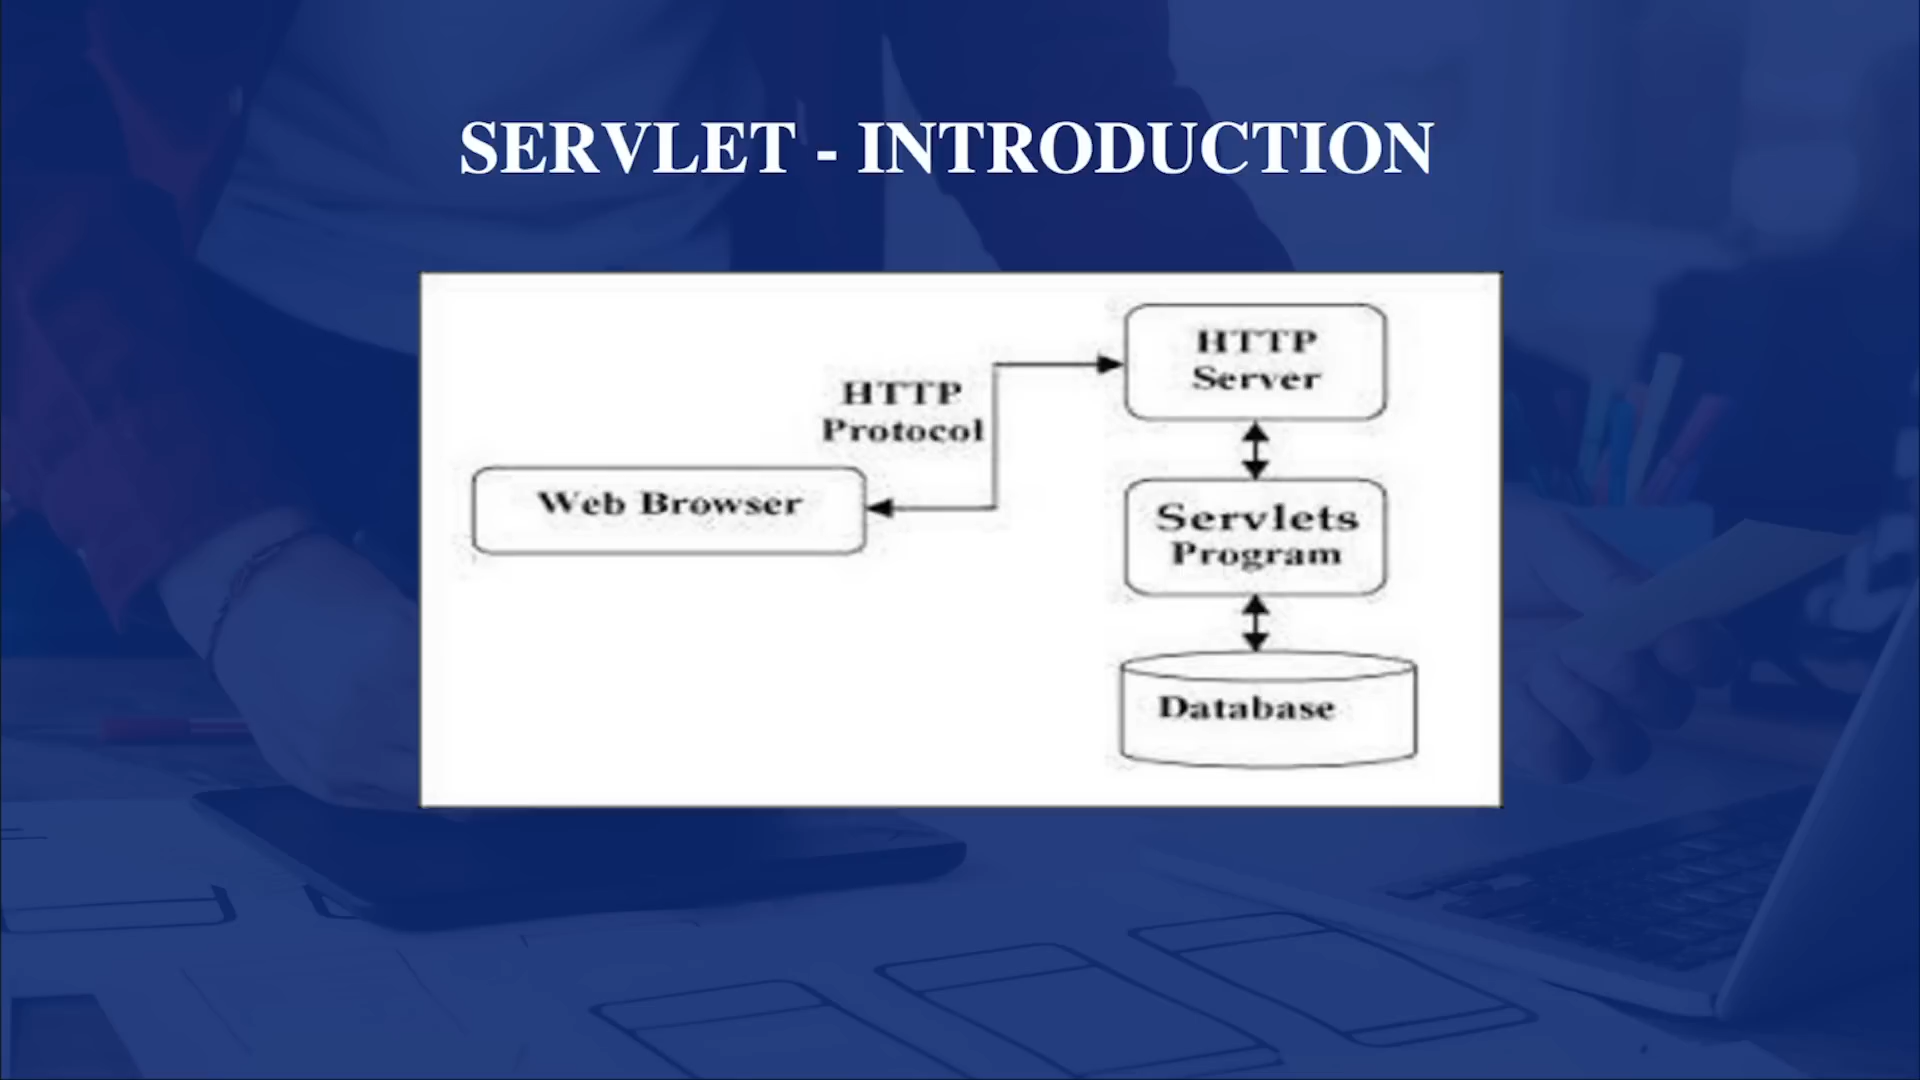 SERVLET - INTRODUCTION
HTTP
Server
HTTP
Protocol
Web Browser
Servlets
Program
Database